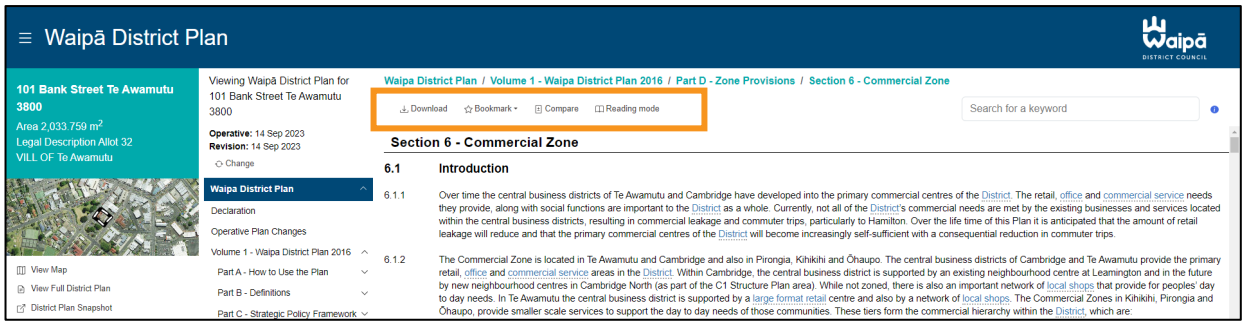 ≡ Waipā District Plan
Waipā
DISTRICT COUNCIL
101 Bank Street Te Awamutu
3800
Area 2,033.759 m2
Legal Description Allot 32
VILL OF Te Awamutu
View Map
View Full District Plan
District Plan Snapshot
Viewing Waipā District Plan for
101 Bank Street Te Awamutu
3800
Operative: 14 Sep 2023
Revision: 14 Sep 2023
Change
Waipa District Plan
Declaration
Operative Plan Changes
Volume 1 - Waipa District Plan 2016
Part A - How to Use the Plan
Part B - Definitions
Part C - Strategic Policy Framework
Waipa District Plan / Volume 1 - Waipa District Plan 2016 / Part D - Zone Provisions / Section 6 - Commercial Zone
Download Bookmark Compare Reading mode
Search for a keyword
Section 6 - Commercial Zone
6.1 Introduction
6.1.1 Over time the central business districts of Te Awamutu and Cambridge have developed into the primary commercial centres of the District. The retail, office and commercial service needs
they provide, along with social functions are important to the District as a whole. Currently, not all of the District's commercial needs are met by the existing businesses and services located
within the central business districts, resulting in commercial leakage and commuter trips, particularly to Hamilton. Over the life time of this Plan it is anticipated that the amount of retail
leakage will reduce and that the primary commercial centres of the District will become increasingly self-sufficient with a consequential reduction in commuter trips.
6.1.2 The Commercial Zone is located in Te Awamutu and Cambridge and also in Pirongia, Kihikihi and Ōhaupo. The central business districts of Cambridge and Te Awamutu provide the primary
retail, office and commercial service areas in the District. Within Cambridge, the central business district is supported by an existing neighbourhood centre at Leamington and in the future
by new neighbourhood centres in Cambridge North (as part of the C1 Structure Plan area). While not zoned, there is also an important network of local shops that provide for peoples' day
to day needs. In Te Awamutu the central business district is supported by a large format retail centre and also by a network of local shops. The Commercial Zones in Kihikihi, Pirongia and
Ōhaupo, provide smaller scale services to support the day to day needs of those communities. These tiers form the commercial hierarchy within the District, which are: